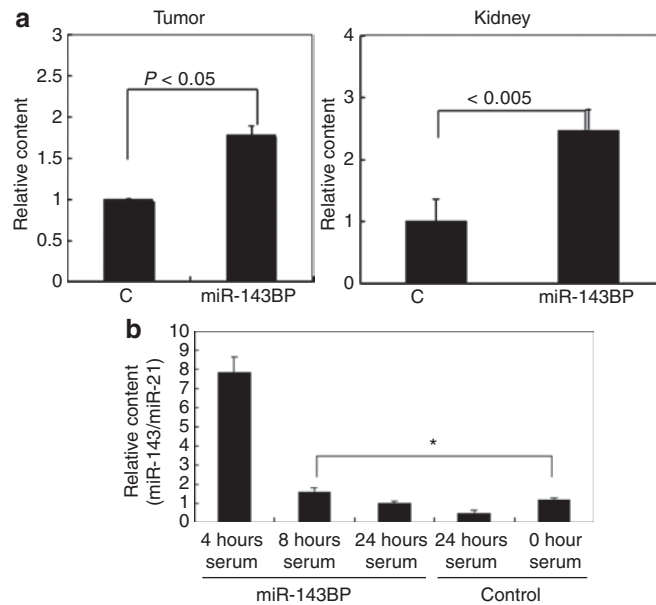 a
Tumor
Relative content
3
2.5
2
1.5
1
0.5
0
P < 0.05
C
miR-143BP
Kidney
Relative content
4
3
2
1
0
< 0.005
C
miR-143BP
b
Relative content
(miR-143/miR-21)
10
9
8
7
6
5
4
3
2
1
0
*
4 hours
serum
8 hours
serum
24 hours
serum
24 hours
serum
0 hour
serum
miR-143BP
Control